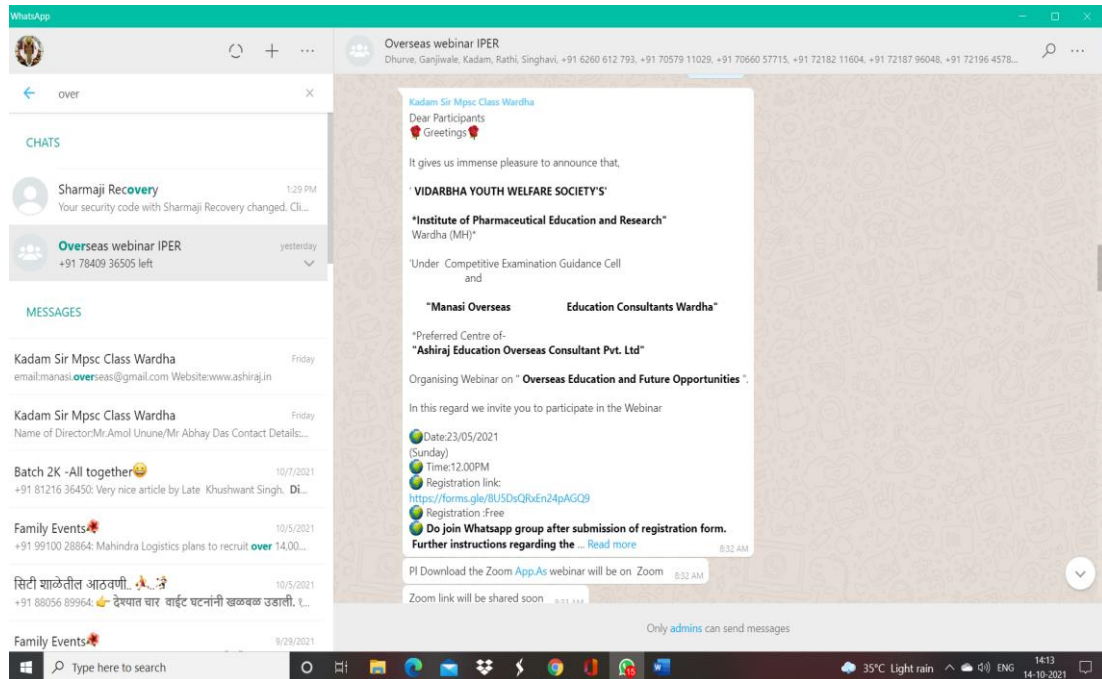 WhatsApp
over
CHATS
Sharmaji Recovery 1:29 PM
Your security code with Sharmaji Recovery changed. Cli...
Overseas webinar IPER yesterday
+91 78409 36505 left
MESSAGES
Kadam Sir Mpsc Class Wardha Friday
email:manasi.overseas@gmail.com Website:www.ashiraj.in
Kadam Sir Mpsc Class Wardha Friday
Name of Director:Mr.Amol Unune/Mr Abhay Das Contact Details:...
Batch 2K -All together😀 10/7/2021
+91 81216 36450: Very nice article by Late Khushwant Singh. Di...
Family Events 10/5/2021
+91 99100 28864: Mahindra Logistics plans to recruit over 14,00...
सिटी शाळेतील आठवणी.. 10/5/2021
+91 88056 89964: 👉 देश्यात चार वाईट घटनांनी खळबळ उडाली. १...
Family Events 9/29/2021
Overseas webinar IPER
Dhurve, Ganjiwale, Kadam, Rathi, Singhavi, +91 6260 612 793, +91 70579 11029, +91 70660 57715, +91 72182 11604, +91 72187 96048, +91 72196 4578...
Kadam Sir Mpsc Class Wardha
Dear Participants
🌹Greetings🌹
It gives us immense pleasure to announce that,
' VIDARBHA YOUTH WELFARE SOCIETY'S'
*Institute of Pharmaceutical Education and Research"
Wardha (MH)*
'Under Competitive Examination Guidance Cell
and
"Manasi Overseas Education Consultants Wardha"
*Preferred Centre of-
"Ashiraj Education Overseas Consultant Pvt. Ltd"
Organising Webinar on " Overseas Education and Future Opportunities ".
In this regard we invite you to participate in the Webinar
🌍Date:23/05/2021
(Sunday)
🌍 Time:12.00PM
🌍 Registration link:
https://forms.gle/8U5DsQRxEn24pAGQ9
🌍 Registration :Free
🌍 Do join Whatsapp group after submission of registration form.
Further instructions regarding the ... Read more 8:32 AM
Pl Download the Zoom App.As webinar will be on Zoom 8:32 AM
Zoom link will be shared soon
Only admins can send messages
Type here to search
15
35°C Light rain ENG 14:13
14-10-2021